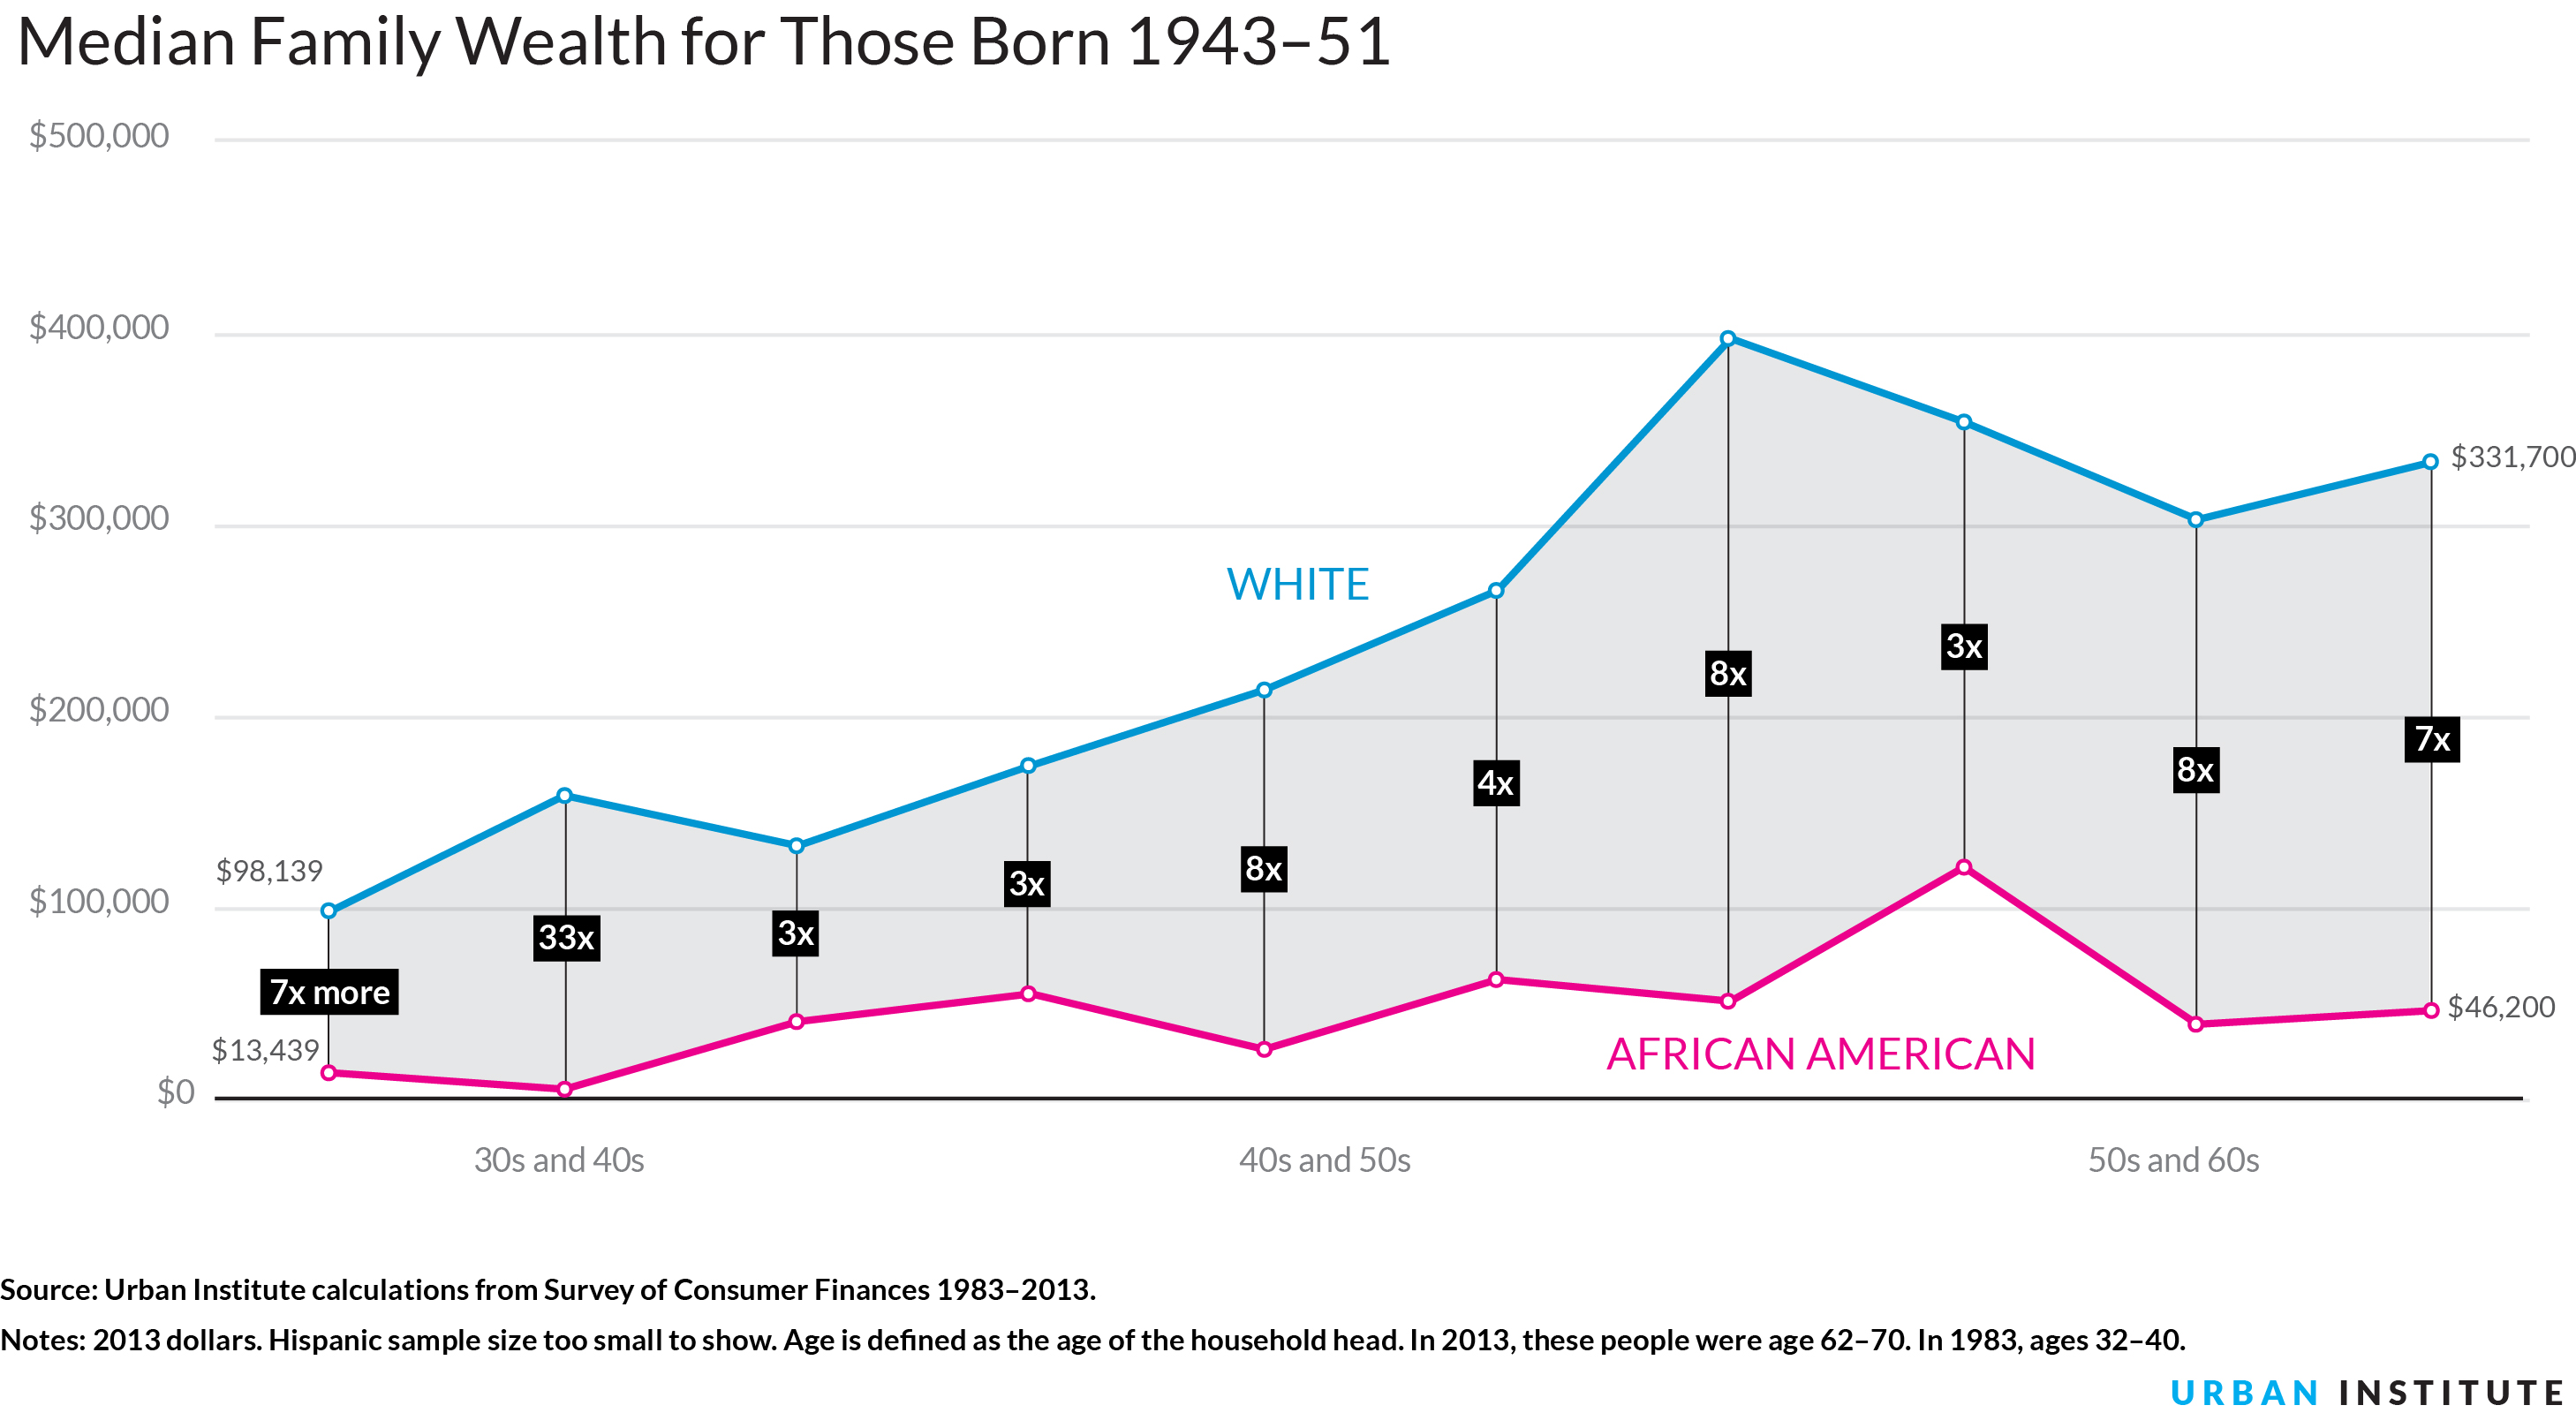 Median Family Wealth for Those Born 1943–51
$500,000
$400,000
$300,000
$200,000
$100,000
$0
WHITE
AFRICAN AMERICAN
$98,139
$13,439
$331,700
$46,200
7x more
33x
3x
3x
8x
4x
8x
3x
8x
7x
30s and 40s
40s and 50s
50s and 60s
Source: Urban Institute calculations from Survey of Consumer Finances 1983–2013.
Notes: 2013 dollars. Hispanic sample size too small to show. Age is defined as the age of the household head. In 2013, these people were age 62–70. In 1983, ages 32–40.
URBAN INSTITUTE